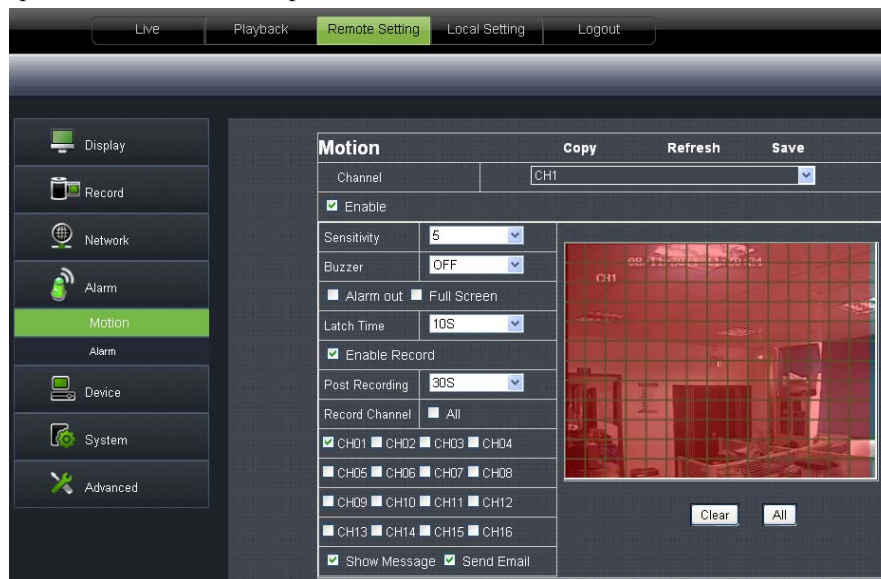 Live Playback Remote Setting Local Setting Logout
Display
Record
Network
Alarm
Motion
Alarm
Device
System
Advanced
Motion Copy Refresh Save
Channel CH1
Enable
Sensitivity 5
Buzzer OFF
Alarm out Full Screen
Latch Time 10S
Enable Record
Post Recording 30S
Record Channel All
CH01 CH02 CH03 CH04
CH05 CH06 CH07 CH08
CH09 CH10 CH11 CH12
CH13 CH14 CH15 CH16
Show Message Send Email
CH1
Clear All